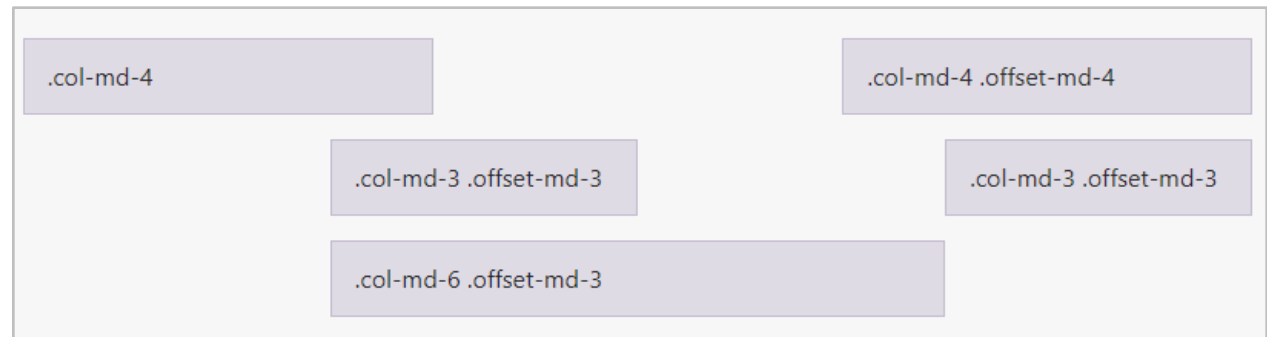 .col-md-4
.col-md-4 .offset-md-4
.col-md-3 .offset-md-3
.col-md-3 .offset-md-3
.col-md-6 .offset-md-3